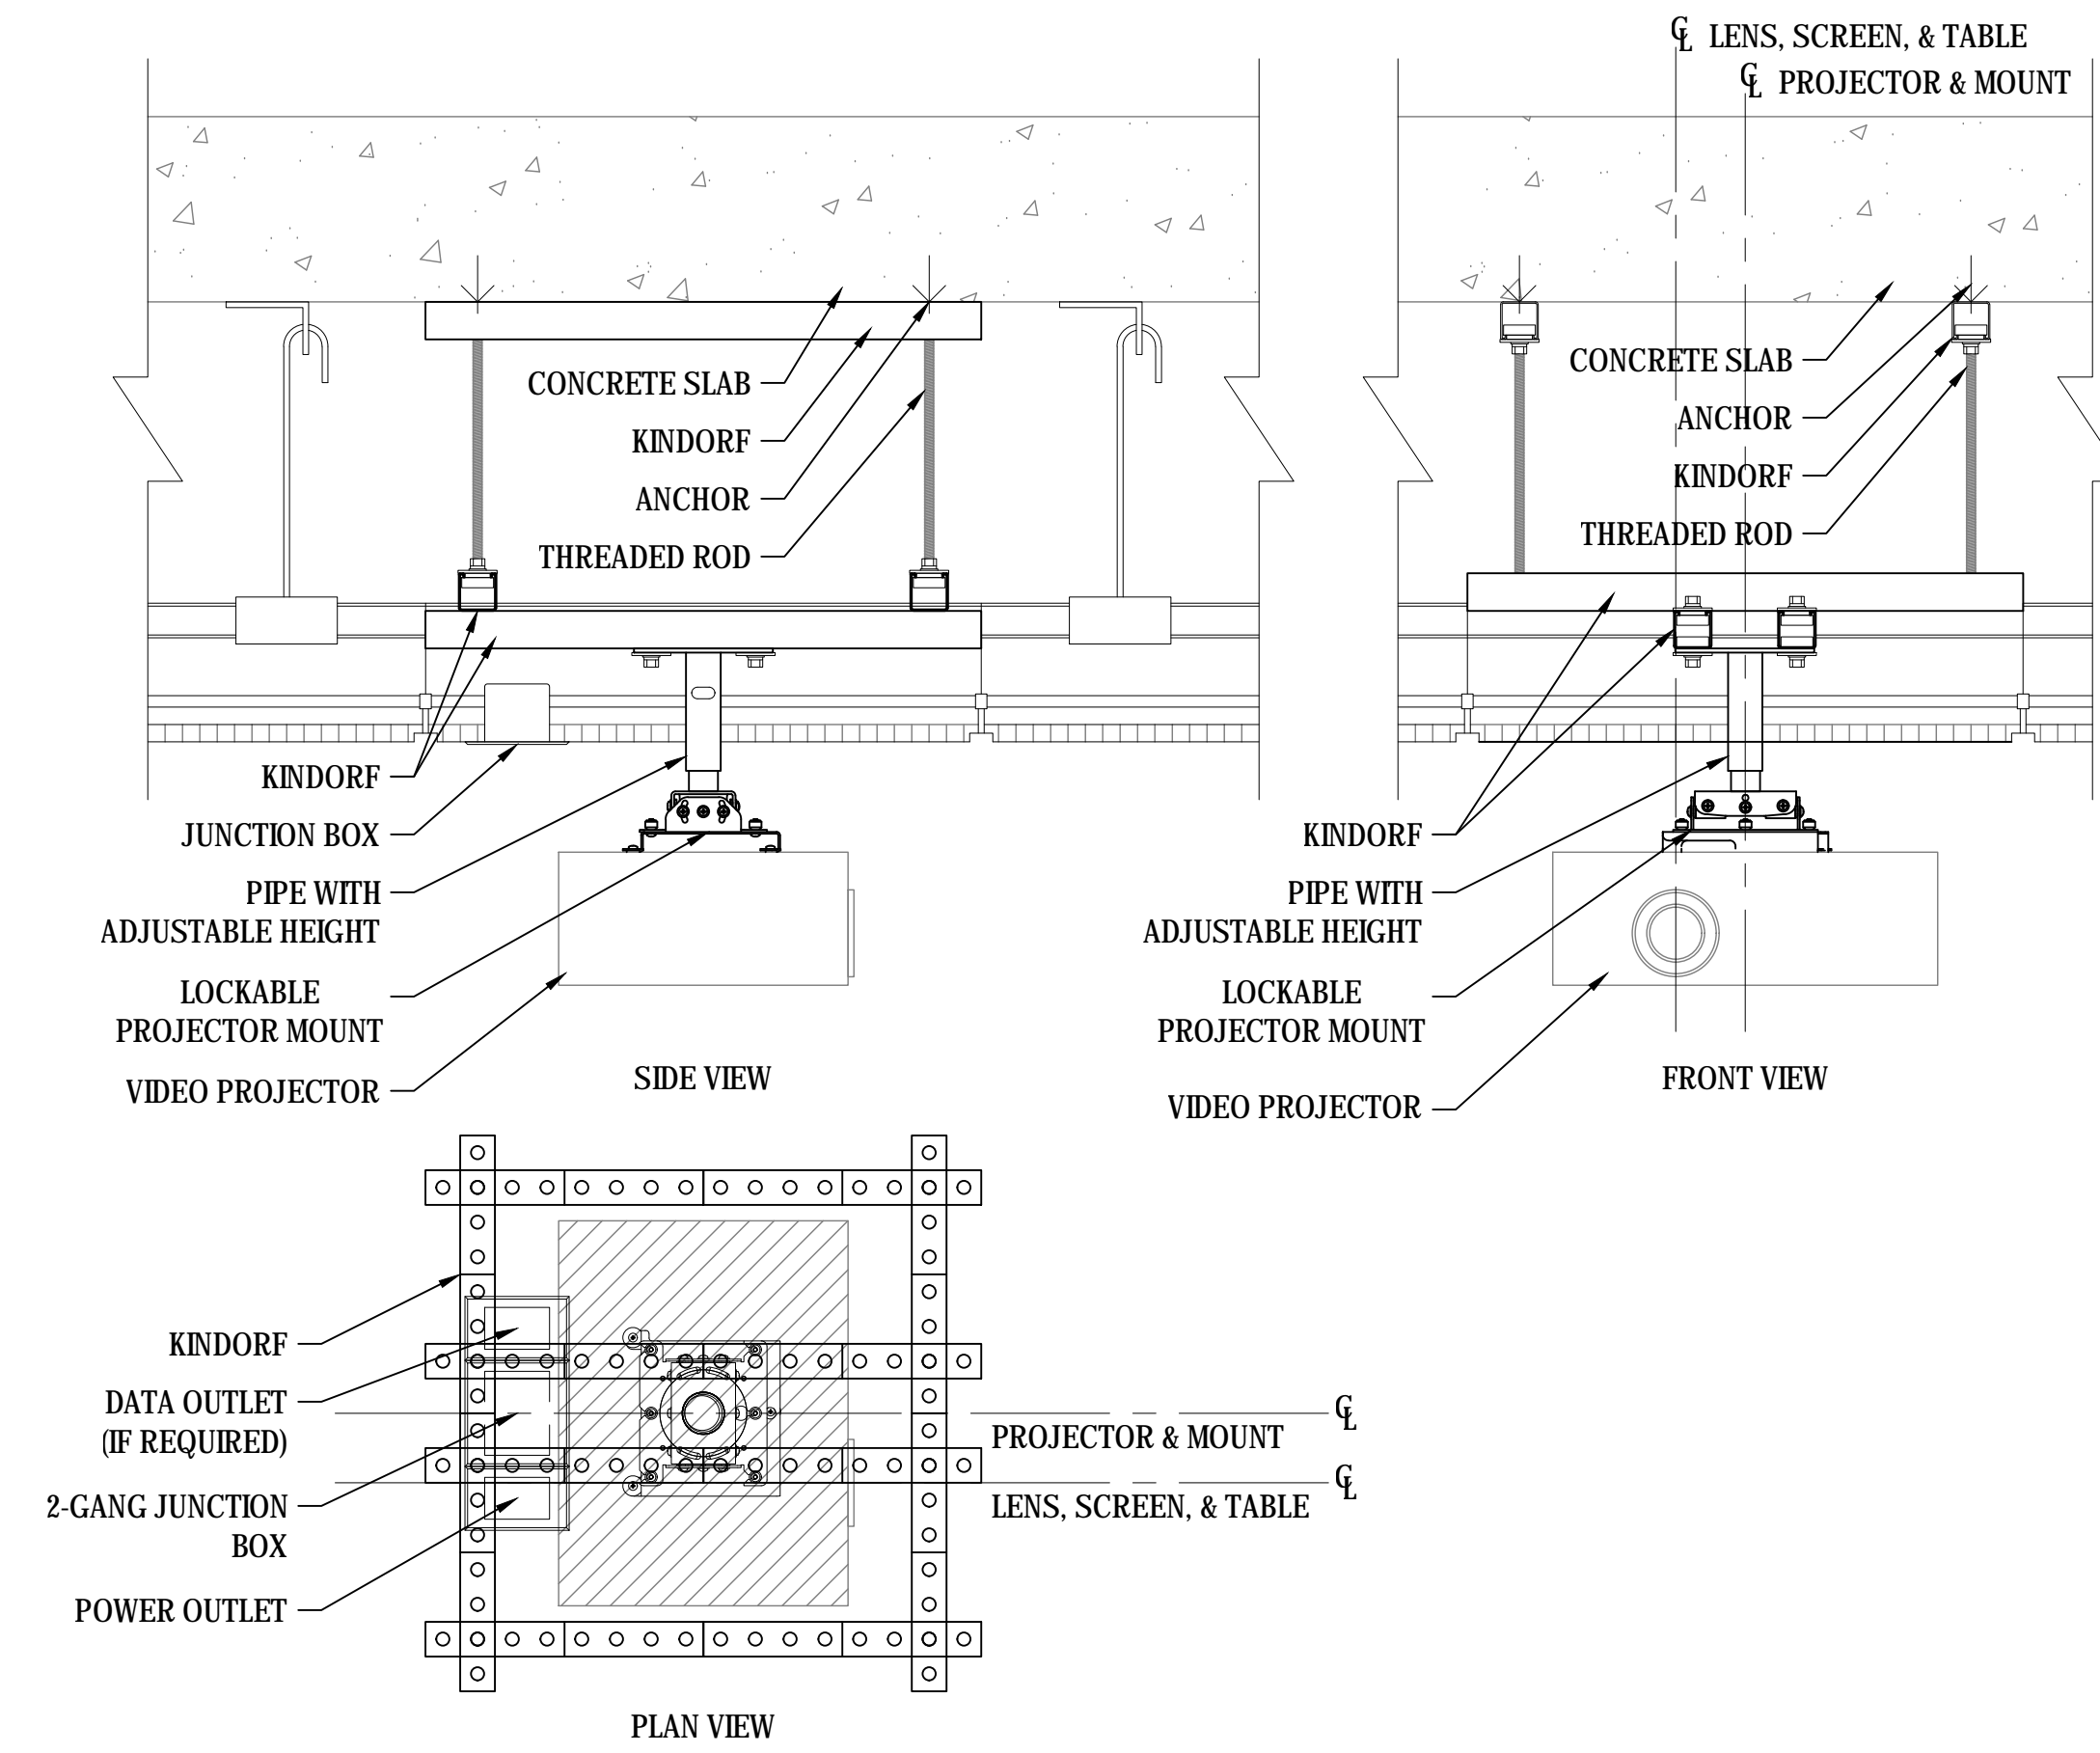 ℄ LENS, SCREEN, & TABLE
℄ PROJECTOR & MOUNT
CONCRETE SLAB
KINDORF
ANCHOR
THREADED ROD
KINDORF
JUNCTION BOX
PIPE WITH
ADJUSTABLE HEIGHT
LOCKABLE
PROJECTOR MOUNT
VIDEO PROJECTOR
SIDE VIEW
CONCRETE SLAB
ANCHOR
KINDORF
THREADED ROD
KINDORF
PIPE WITH
ADJUSTABLE HEIGHT
LOCKABLE
PROJECTOR MOUNT
VIDEO PROJECTOR
FRONT VIEW
KINDORF
DATA OUTLET
(IF REQUIRED)
2-GANG JUNCTION
BOX
POWER OUTLET
℄
PROJECTOR & MOUNT
℄
LENS, SCREEN, & TABLE
PLAN VIEW